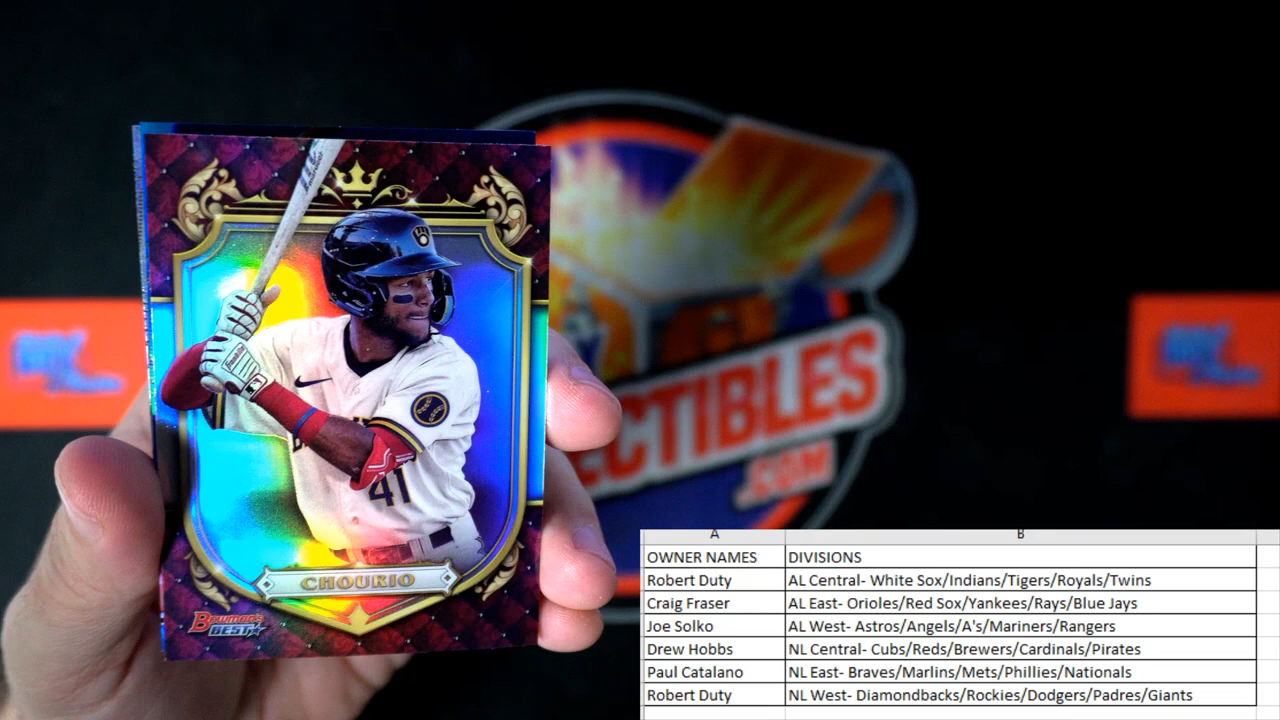 41
CHOURIO
Bowman's
BEST
ECTIBLES
.COM
A B
OWNER NAMES DIVISIONS
Robert Duty AL Central- White Sox/Indians/Tigers/Royals/Twins
Craig Fraser AL East- Orioles/Red Sox/Yankees/Rays/Blue Jays
Joe Solko AL West- Astros/Angels/A's/Mariners/Rangers
Drew Hobbs NL Central- Cubs/Reds/Brewers/Cardinals/Pirates
Paul Catalano NL East- Braves/Marlins/Mets/Phillies/Nationals
Robert Duty NL West- Diamondbacks/Rockies/Dodgers/Padres/Giants